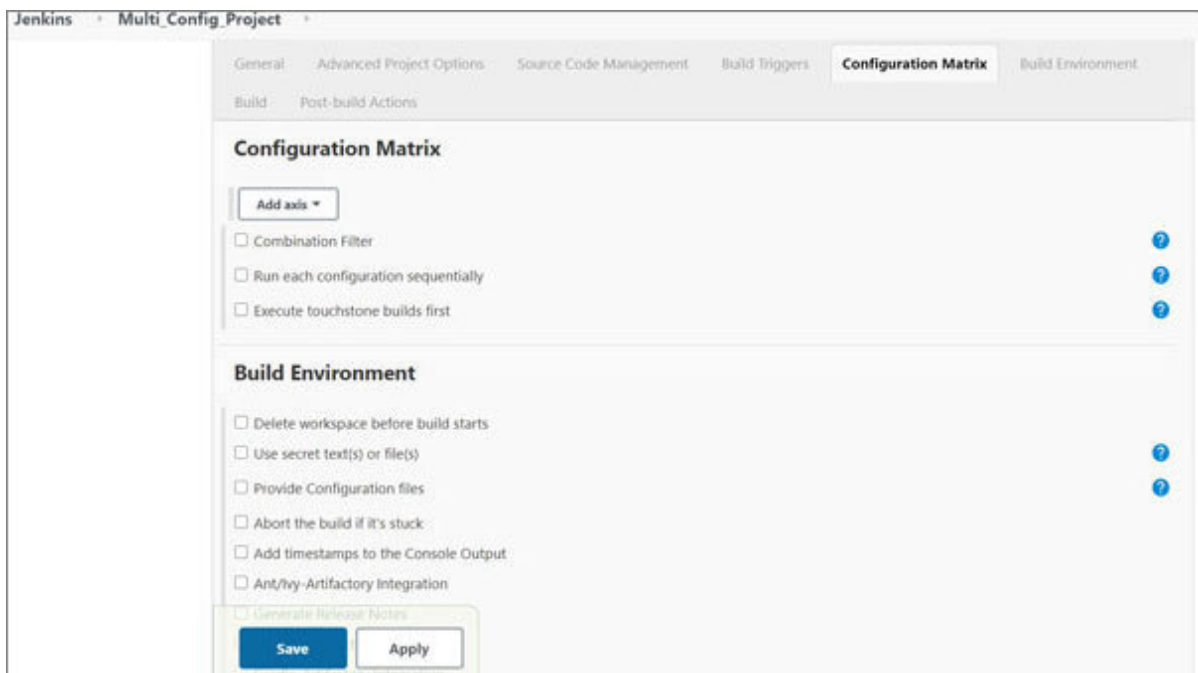 Jenkins Multi_Config_Project
General Advanced Project Options Source Code Management Build Triggers Configuration Matrix Build Environment
Build Post-build Actions
Configuration Matrix
Add axis
Combination Filter
?
Run each configuration sequentially
?
Execute touchstone builds first
?
Build Environment
Delete workspace before build starts
Use secret text(s) or file(s)
?
Provide Configuration files
?
Abort the build if it's stuck
Add timestamps to the Console Output
Ant/Ivy-Artifactory Integration
Generate Release Notes
Save Apply